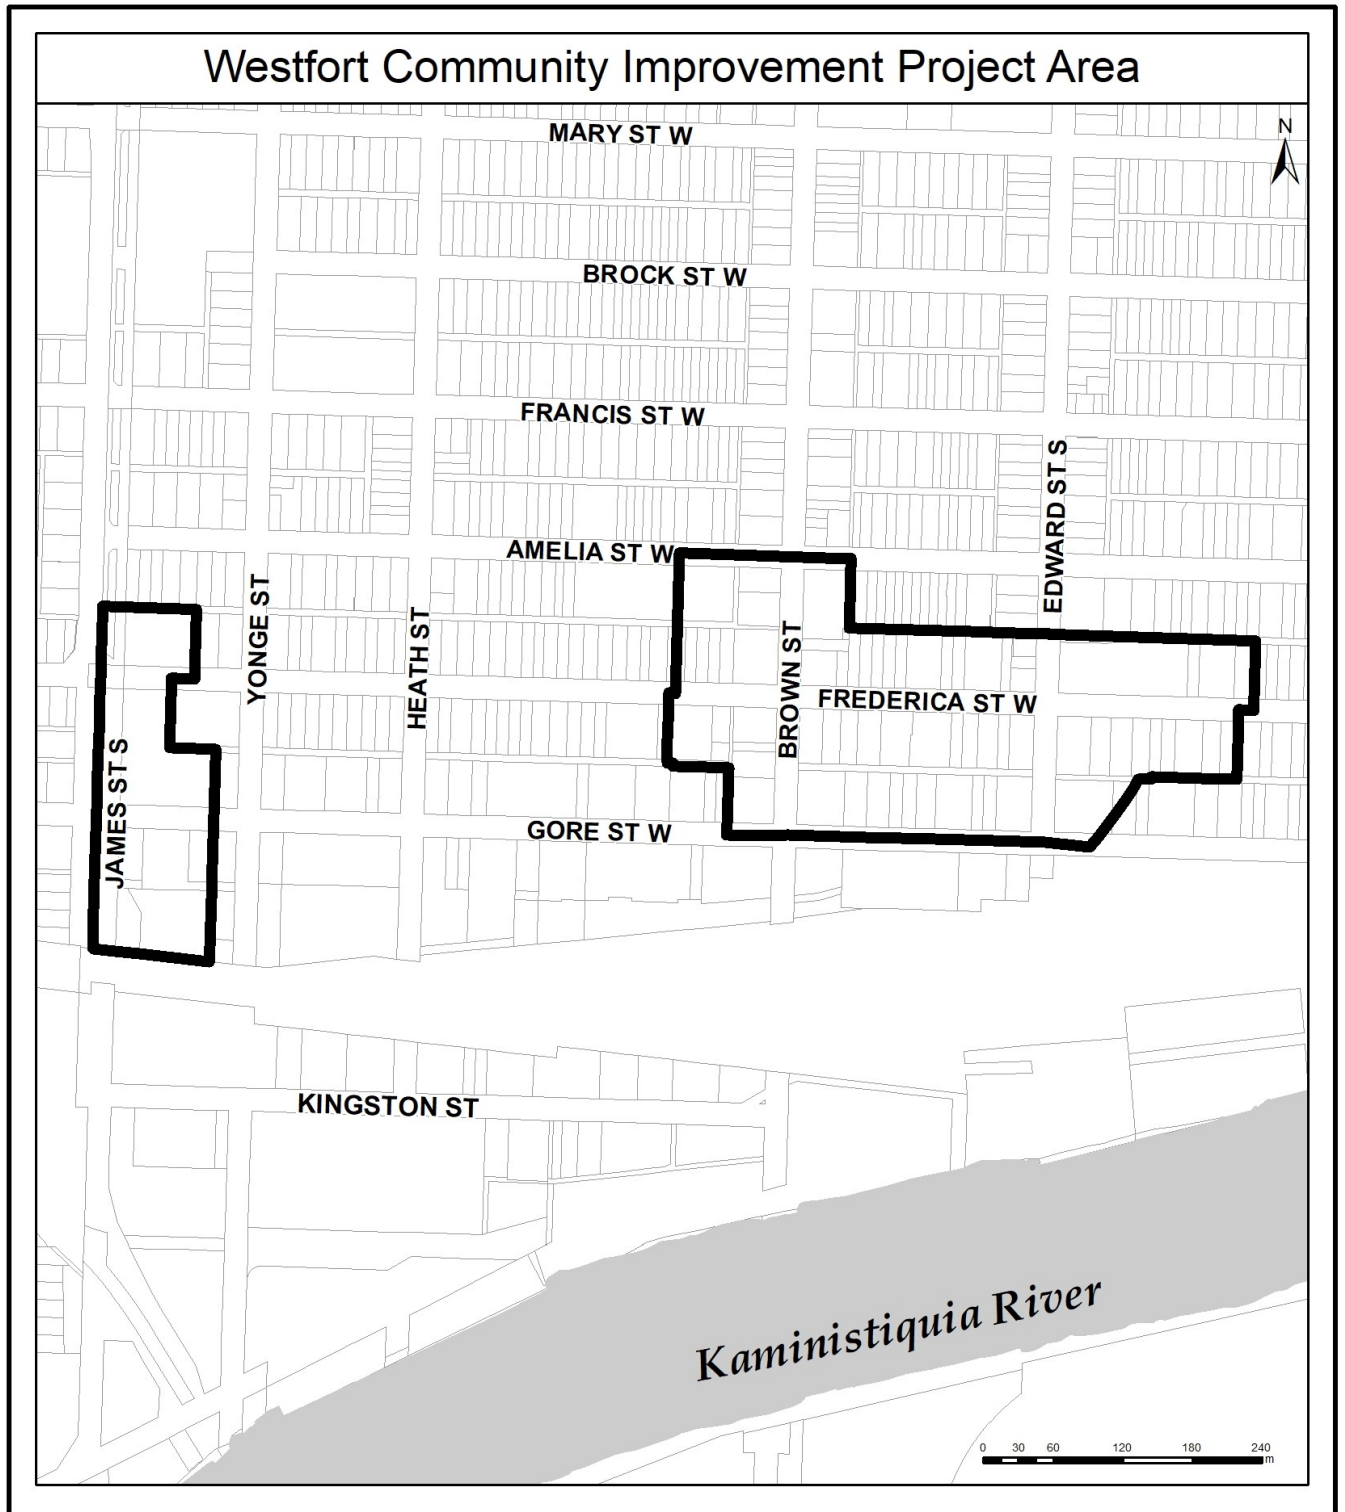 Westfort Community Improvement Project Area
MARY ST W
N
BROCK ST W
FRANCIS ST W
EDWARD ST S
AMELIA ST W
YONGE ST
HEATH ST
BROWN ST
FREDERICA ST W
JAMES ST S
GORE ST W
KINGSTON ST
Kaministiquia River
0 30 60 120 180 240
m